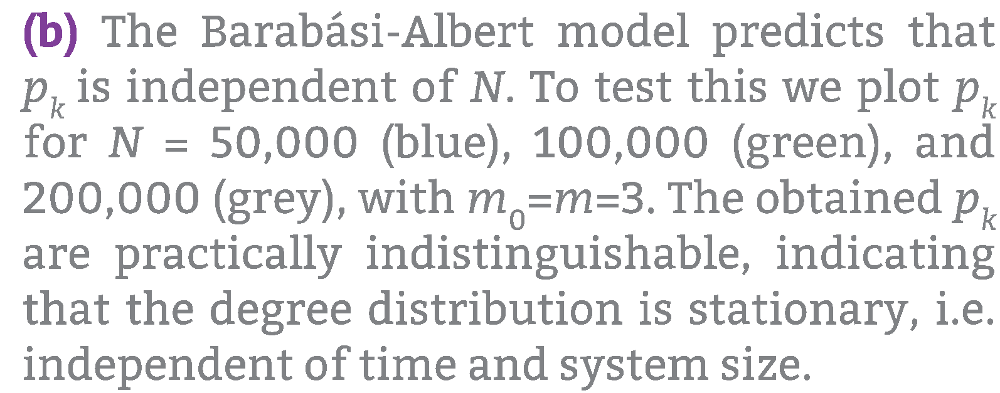 (b) The Barabási-Albert model predicts that
p_k is independent of N. To test this we plot p_k
for N = 50,000 (blue), 100,000 (green), and
200,000 (grey), with m_0=m=3. The obtained p_k
are practically indistinguishable, indicating
that the degree distribution is stationary, i.e.
independent of time and system size.